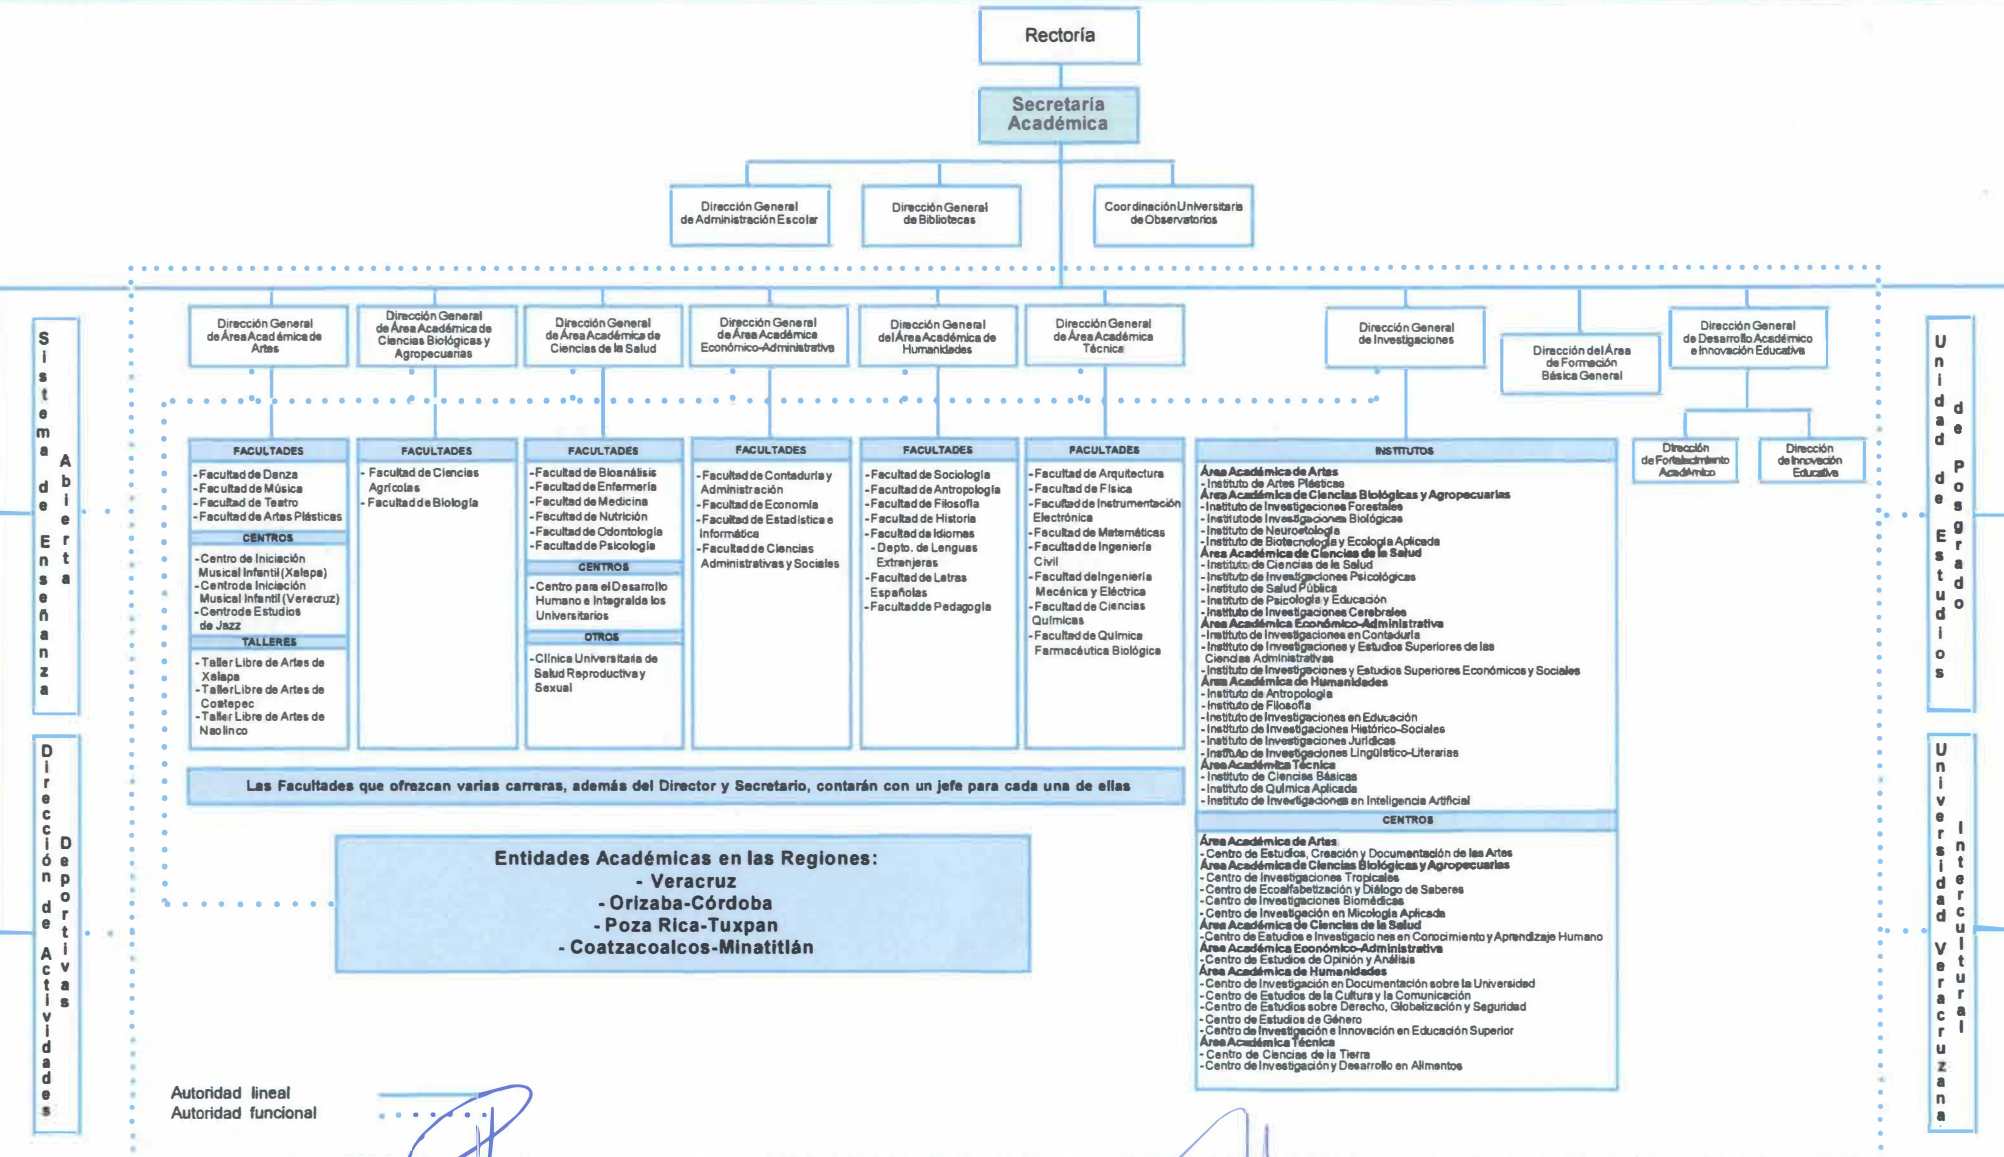 Rectoría
Secretaría
Académica
Dirección General
de Administración Escolar
Dirección General
de Bibliotecas
Coordinación Universitaria
de Observatorios
Sistema de Enseñanza
Abierta
Dirección General
de Área Académica de
Artes
Dirección General
de Área Académica de
Ciencias Biológicas y
Agropecuarias
Dirección General
de Área Académica de
Ciencias de la Salud
Dirección General
de Área Académica
Económico-Administrativa
Dirección General
del Área Académica de
Humanidades
Dirección General
de Área Académica
Técnica
Dirección General
de Investigaciones
Dirección del Área
de Formación
Básica General
Dirección General
de Desarrollo Académico
e Innovación Educativa
Dirección
de Fortalecimiento
Académico
Dirección
de Innovación
Educativa
Unidad de Estudios
de Posgrado
FACULTADES
- Facultad de Danza
- Facultad de Música
- Facultad de Teatro
- Facultad de Artes Plásticas
CENTROS
- Centro de Iniciación
Musical Infantil (Xalapa)
- Centro de Iniciación
Musical Infantil (Veracruz)
- Centro de Estudios
de Jazz
TALLERES
- Taller Libre de Artes de
Xalapa
- Taller Libre de Artes de
Coatepec
- Taller Libre de Artes de
Naolinco
FACULTADES
- Facultad de Ciencias
Agrícolas
- Facultad de Biología
FACULTADES
- Facultad de Bioanálisis
- Facultad de Enfermería
- Facultad de Medicina
- Facultad de Nutrición
- Facultad de Odontología
- Facultad de Psicología
CENTROS
- Centro para el Desarrollo
Humano e Integral de los
Universitarios
OTROS
- Clínica Universitaria de
Salud Reproductiva y
Sexual
FACULTADES
- Facultad de Contaduría y
Administración
- Facultad de Economía
- Facultad de Estadística e
Informática
- Facultad de Ciencias
Administrativas y Sociales
FACULTADES
- Facultad de Sociología
- Facultad de Antropología
- Facultad de Filosofía
- Facultad de Historia
- Facultad de Idiomas
- Depto. de Lenguas
Extranjeras
- Facultad de Letras
Españolas
- Facultad de Pedagogía
FACULTADES
- Facultad de Arquitectura
- Facultad de Física
- Facultad de Instrumentación
Electrónica
- Facultad de Matemáticas
- Facultad de Ingeniería
Civil
- Facultad de Ingeniería
Mecánica y Eléctrica
- Facultad de Ciencias
Químicas
- Facultad de Química
Farmacéutica Biológica
INSTITUTOS
Área Académica de Artes
- Instituto de Artes Plásticas
Área Académica de Ciencias Biológicas y Agropecuarias
- Instituto de Investigaciones Forestales
- Instituto de Investigaciones Biológicas
- Instituto de Neuroetología
- Instituto de Biotecnología y Ecología Aplicada
Área Académica de Ciencias de la Salud
- Instituto de Ciencias de la Salud
- Instituto de Investigaciones Psicológicas
- Instituto de Salud Pública
- Instituto de Psicología y Educación
- Instituto de Investigaciones Cerebrales
Área Académica Económico-Administrativa
- Instituto de Investigaciones en Contaduría
- Instituto de Investigaciones y Estudios Superiores de las
Ciencias Administrativas
- Instituto de Investigaciones y Estudios Superiores Económicos y Sociales
Área Académica de Humanidades
- Instituto de Antropología
- Instituto de Filosofía
- Instituto de Investigaciones en Educación
- Instituto de Investigaciones Histórico-Sociales
- Instituto de Investigaciones Jurídicas
- Instituto de Investigaciones Lingüístico-Literarias
Área Académica Técnica
- Instituto de Ciencias Básicas
- Instituto de Química Aplicada
- Instituto de Investigaciones en Inteligencia Artificial
CENTROS
Área Académica de Artes
- Centro de Estudios, Creación y Documentación de las Artes
Área Académica de Ciencias Biológicas y Agropecuarias
- Centro de Investigaciones Tropicales
- Centro de Ecoalfabetización y Diálogo de Saberes
- Centro de Investigaciones Biomédicas
- Centro de Investigación en Micología Aplicada
Área Académica de Ciencias de la Salud
- Centro de Estudios e Investigaciones en Conocimiento y Aprendizaje Humano
Área Académica Económico-Administrativa
- Centro de Estudios de Opinión y Análisis
Área Académica de Humanidades
- Centro de Investigación en Documentación sobre la Universidad
- Centro de Estudios de la Cultura y la Comunicación
- Centro de Estudios sobre Derecho, Globalización y Seguridad
- Centro de Estudios de Género
- Centro de Investigación e Innovación en Educación Superior
Área Académica Técnica
- Centro de Ciencias de la Tierra
- Centro de Investigación y Desarrollo en Alimentos
Las Facultades que ofrezcan varias carreras, además del Director y Secretario, contarán con un jefe para cada una de ellas
Entidades Académicas en las Regiones:
- Veracruz
- Orizaba-Córdoba
- Poza Rica-Tuxpan
- Coatzacoalcos-Minatitlán
Dirección de Actividades
Deportivas
Universidad Veracruzana
Intercultural
Autoridad lineal
Autoridad funcional